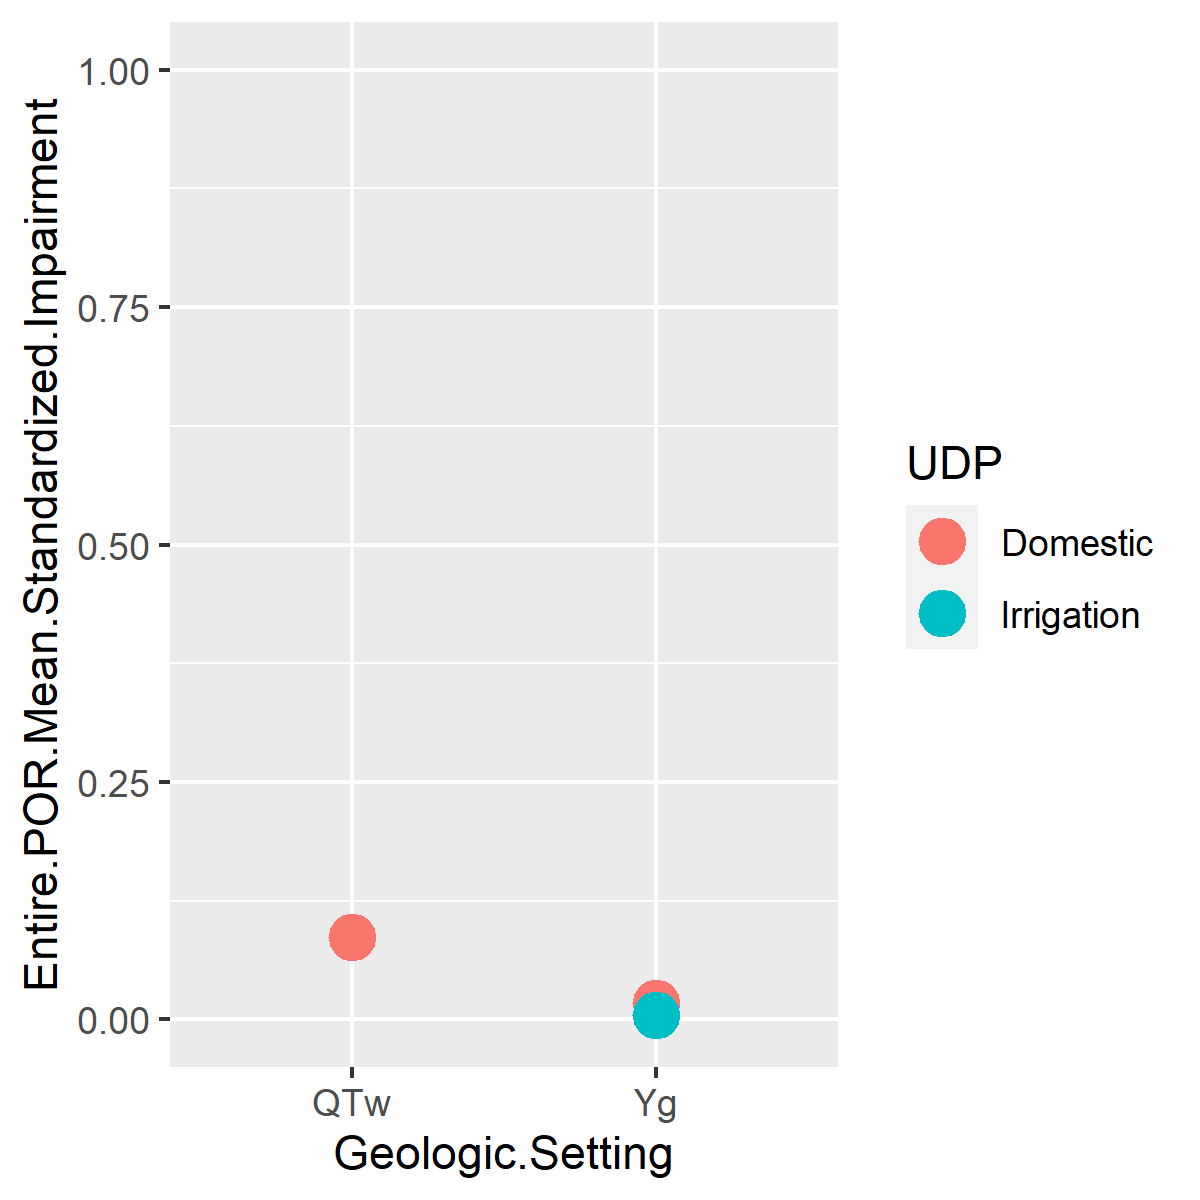 Entire.POR.Mean.Standardized.Impairment
1.00
0.75
0.50
0.25
0.00
QTw
Yg
Geologic.Setting
UDP
Domestic
Irrigation